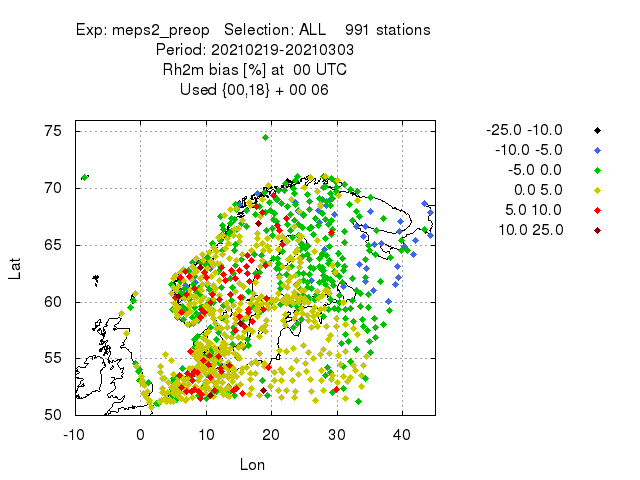 Exp: meps2_preop   Selection: ALL    991 stations
Period: 20210219-20210303
Rh2m bias [%] at  00 UTC
Used {00,18} + 00 06
-25.0 -10.0
-10.0 -5.0
-5.0 0.0
0.0 5.0
5.0 10.0
10.0 25.0
75
70
65
60
55
50
Lat
-10 0 10 20 30 40
Lon